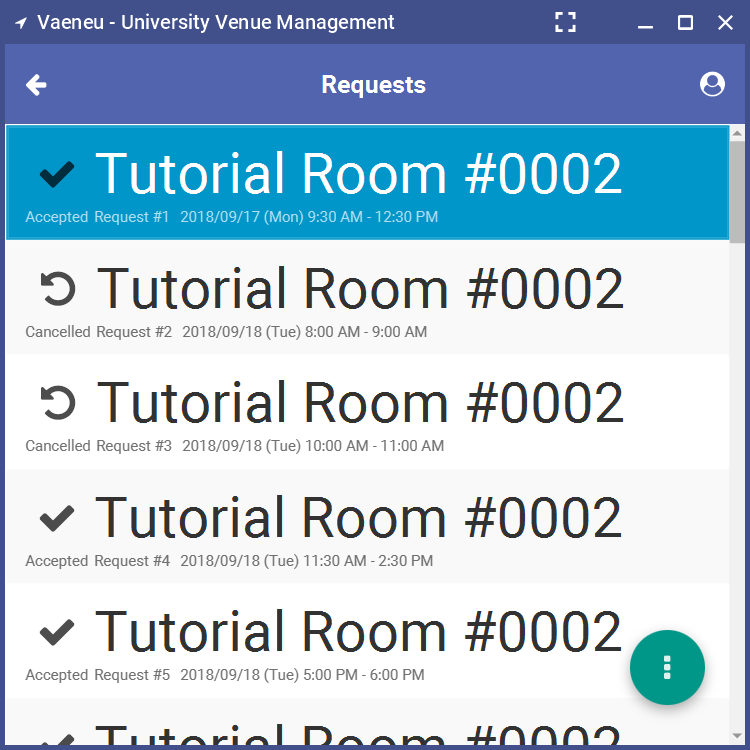 Vaeneu - University Venue Management
Requests
Tutorial Room #0002
Accepted Request #1 2018/09/17 (Mon) 9:30 AM - 12:30 PM
Tutorial Room #0002
Cancelled Request #2 2018/09/18 (Tue) 8:00 AM - 9:00 AM
Tutorial Room #0002
Cancelled Request #3 2018/09/18 (Tue) 10:00 AM - 11:00 AM
Tutorial Room #0002
Accepted Request #4 2018/09/18 (Tue) 11:30 AM - 2:30 PM
Tutorial Room #0002
Accepted Request #5 2018/09/18 (Tue) 5:00 PM - 6:00 PM
Tutorial Room #0002